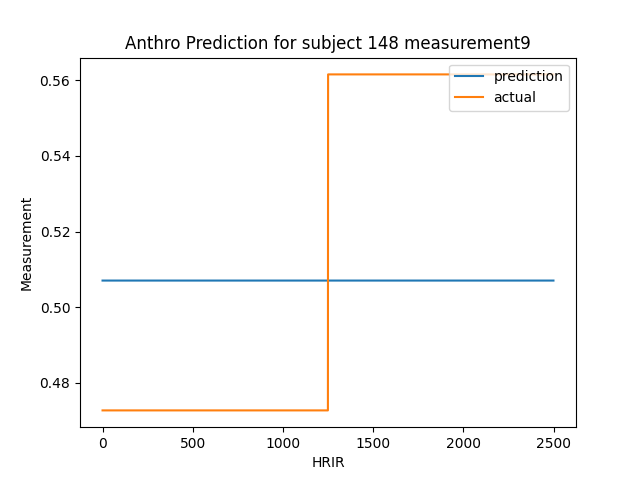 Anthro Prediction for subject 148 measurement9
prediction
actual
0.56
0.54
0.52
0.50
0.48
Measurement
0
500
1000
1500
2000
2500
HRIR